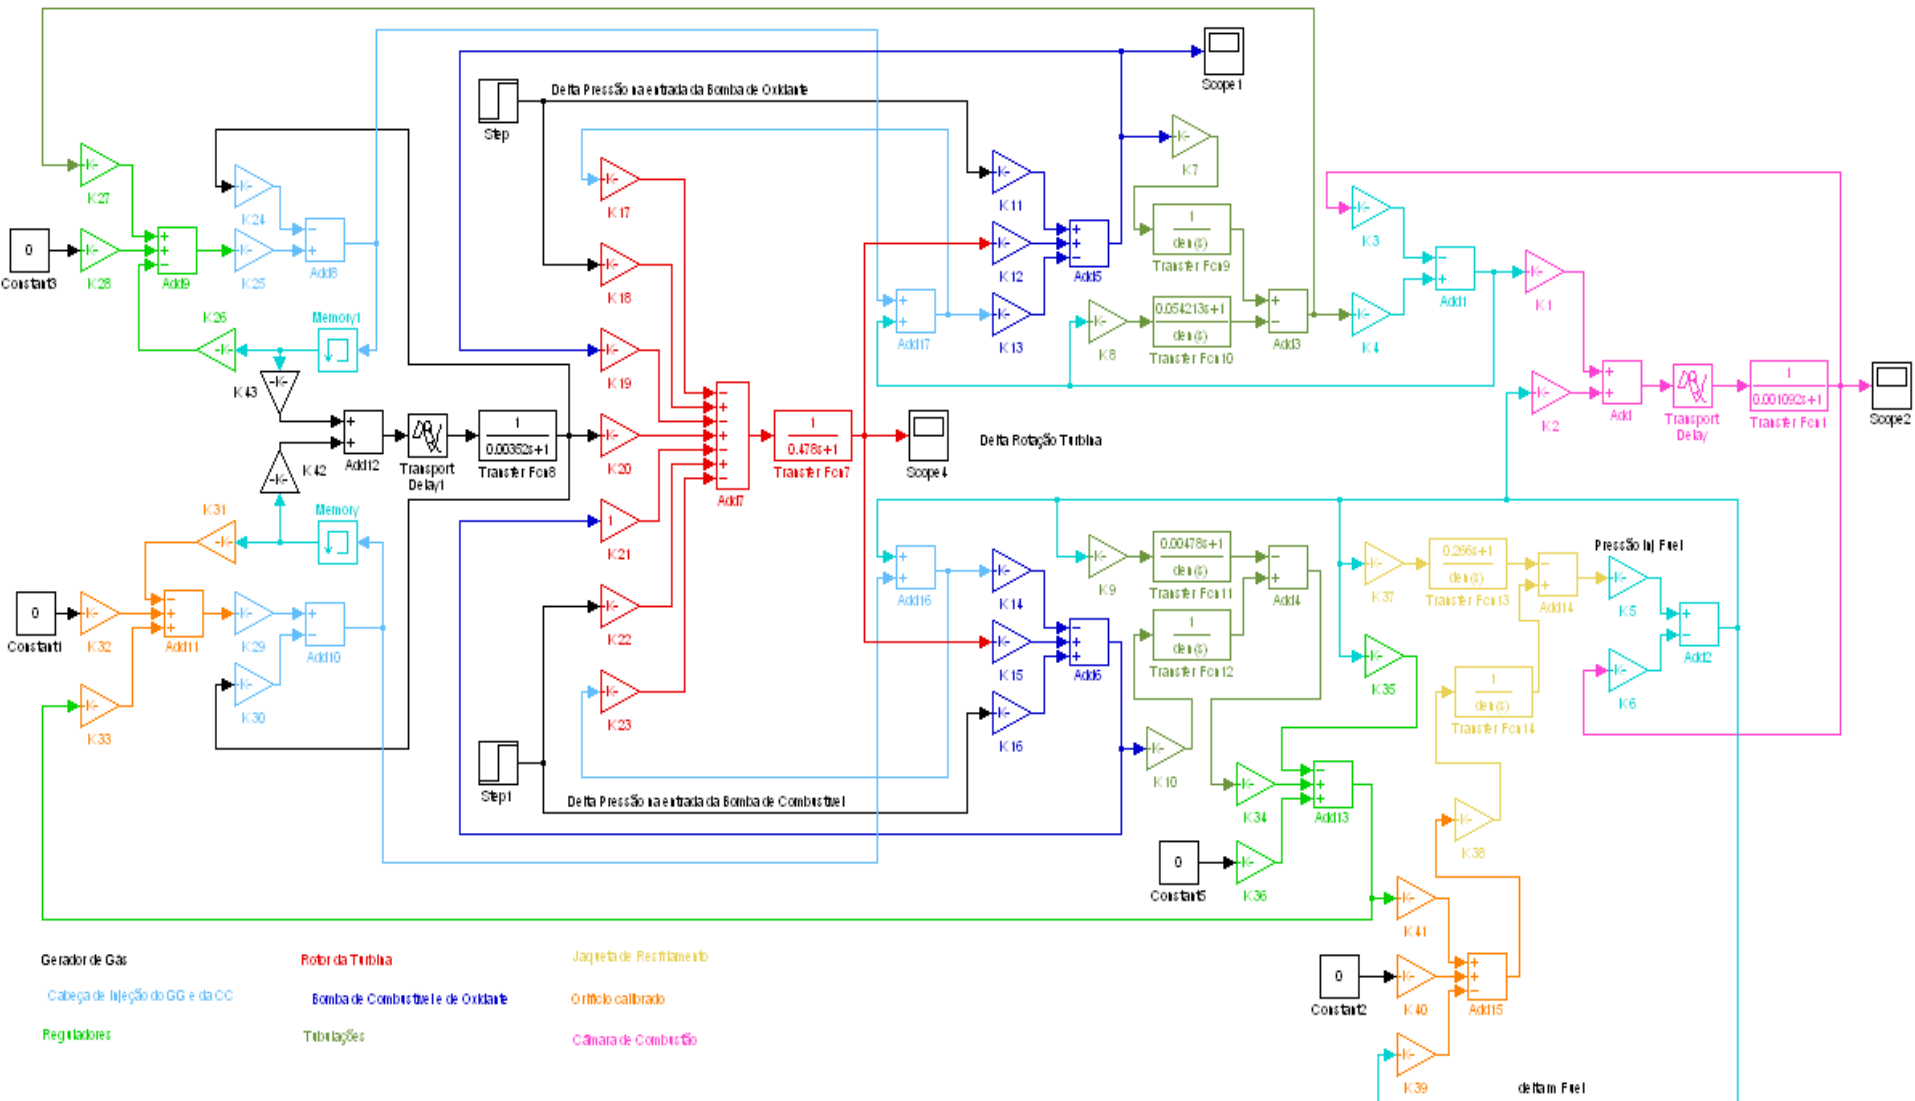 Scope1
Delta Pressão na entrada da Bomba de Oxidante
Step
K7
K27
K24
K17
K11
1
den(s)
Transfer Fcn9
K3
0
Constant3
K28
Add9
K25
Add8
K18
K12
Add5
Add1
K1
K26
Memory1
K13
Add17
K8
0.054213s+1
den(s)
Transfer Fcn10
Add3
K4
K43
K19
K2
Add
Transport
Delay
1
0.001092s+1
Transfer Fcn1
Scope2
K42
Add12
Transport
Delay1
1
0.00352s+1
Transfer Fcn8
K20
Add7
1
0.478s+1
Transfer Fcn7
Scope4
Delta Rotação Turbina
K31
Memory
1
K21
K14
Add16
K9
0.00478s+1
den(s)
Transfer Fcn11
Add4
K37
0.266s+1
den(s)
Transfer Fcn13
Add14
Pressão Inj Fuel
K5
0
Constant1
K32
Add11
K29
Add10
K22
K15
Add6
1
den(s)
Transfer Fcn12
K35
Add2
K33
K30
K23
K16
K10
1
den(s)
Transfer Fcn14
K6
Step1
Delta Pressão na entrada da Bomba de Combustível
K34
Add13
K38
0
Constant5
K36
K41
0
Constant2
K40
Add15
K39
deltam Fuel
Gerador de Gás
Rotor da Turbina
Jaqueta de Resfriamento
Cabeça de Injeção do GG e da CC
Bomba de Combustível e de Oxidante
Orifício calibrado
Reguladores
Tubulações
Câmara de Combustão